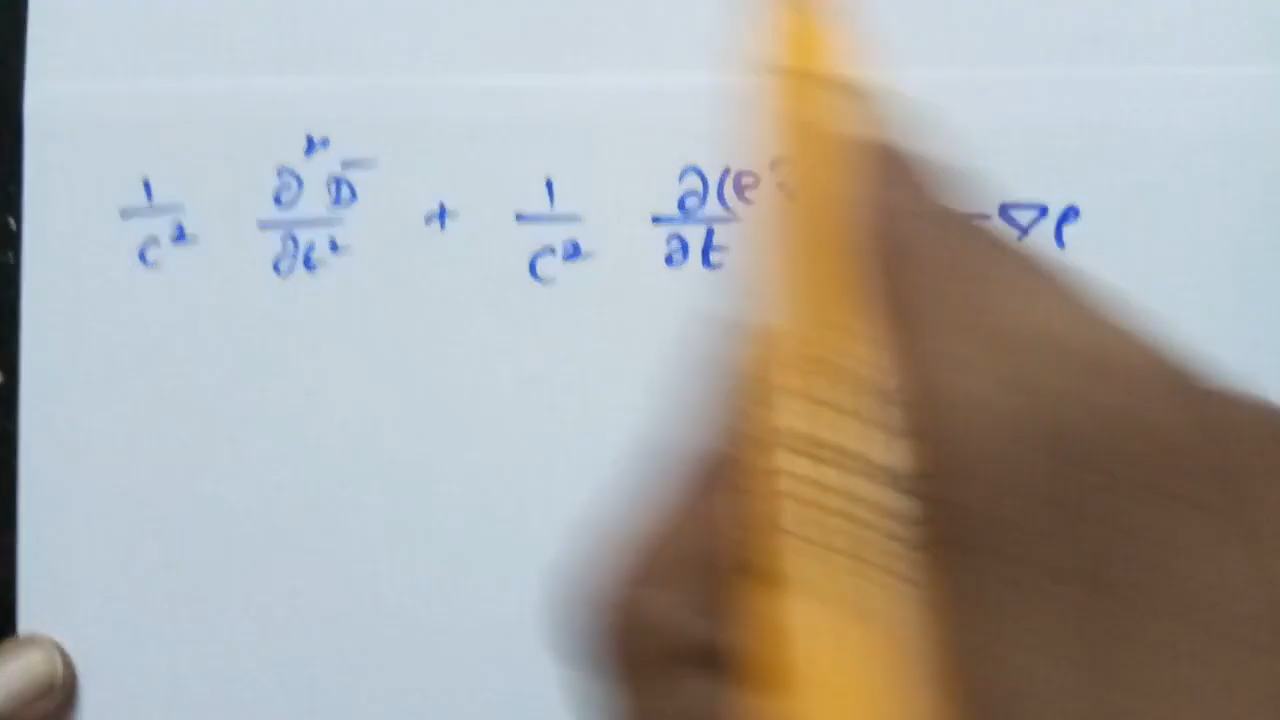 1/c² ∂²D̄/∂t² + 1/c² ∂(ρ /∂t -∇ρ